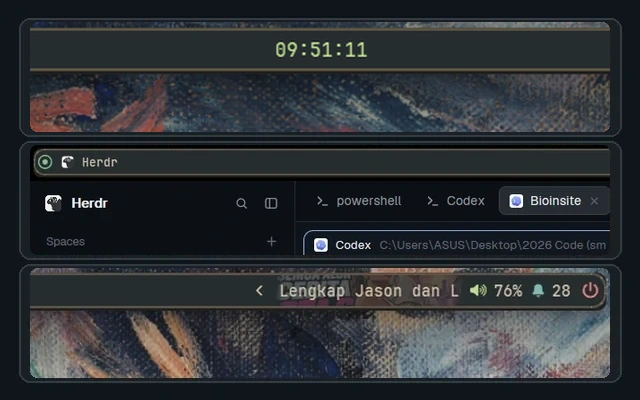 09:51:11
Herdr
Herdr
powershell
Codex
Bioinsite
Spaces
Codex C:\Users\ASUS\Desktop\2026 Code (sm
Lengkap Jason dan L 76% 28